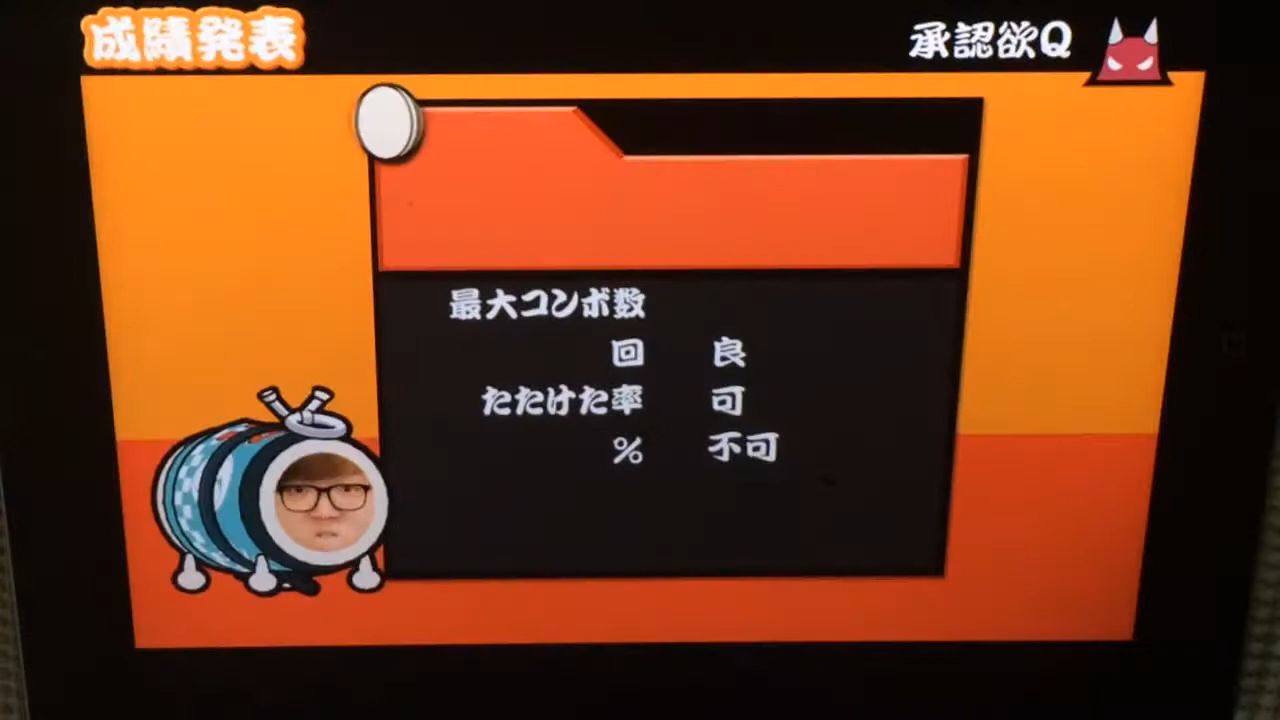 成績発表
承認欲Q
最大コンボ数
回 良
たたけた率 可
% 不可